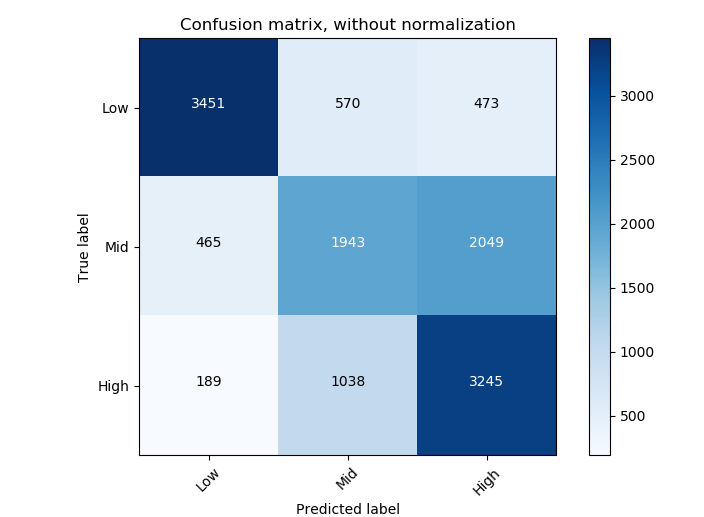 Confusion matrix, without normalization
True label
Low
3451 570 473
Mid
465 1943 2049
High
189 1038 3245
Low Mid High
Predicted label
3000
2500
2000
1500
1000
500